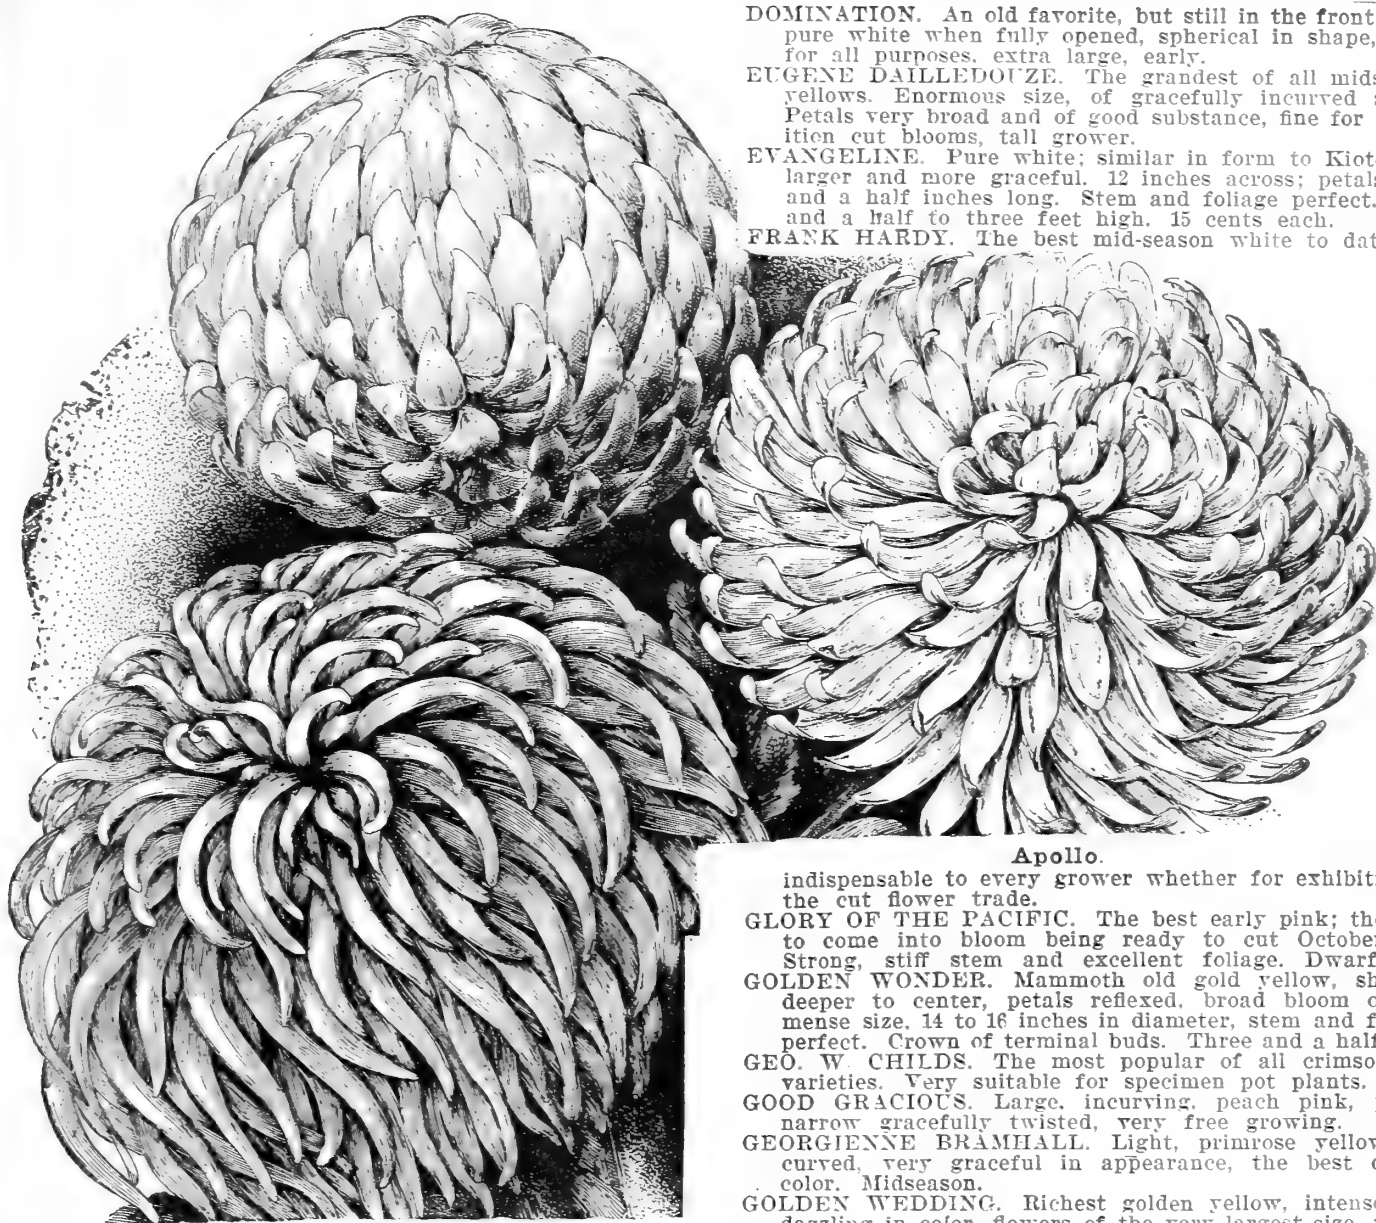 DOMINATION. An old favorite, but still in the front
pure white when fully opened, spherical in shape,
for all purposes, extra large, early.
EUGENE DAILLEDOUZE. The grandest of all mids
yellows. Enormous size, of gracefully incurved
Petals very broad and of good substance, fine for
ition cut blooms, tall grower.
EVANGELINE. Pure white; similar in form to Kiot
larger and more graceful. 12 inches across; petals
and a half inches long. Stem and foliage perfect.
and a half to three feet high. 15 cents each.
FRANK HARDY. The best mid-season white to dat
Apollo.
indispensable to every grower whether for exhibiti
the cut flower trade.
GLORY OF THE PACIFIC. The best early pink; the
to come into bloom being ready to cut October
Strong, stiff stem and excellent foliage. Dwarf
GOLDEN WONDER. Mammoth old gold yellow, sh
deeper to center, petals reflexed, broad bloom o
mense size, 14 to 16 inches in diameter, stem and f
perfect. Crown of terminal buds. Three and a half
GEO. W. CHILDS. The most popular of all crimso
varieties. Very suitable for specimen pot plants.
GOOD GRACIOUS. Large, incurving, peach pink,
narrow gracefully twisted, very free growing.
GEORGIENNE BRAMHALL. Light, primrose yellow
curved, very graceful in appearance, the best o
color. Midseason.
GOLDEN WEDDING. Richest golden yellow, intens
dazzling in color, flowers of the very largest size